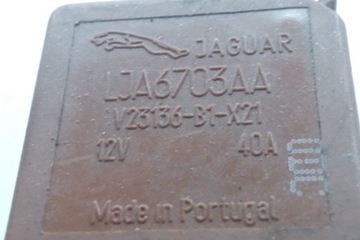 JAGUAR
LJA6703AA
V23136-B1-X21
12V 40A
Made in Portugal